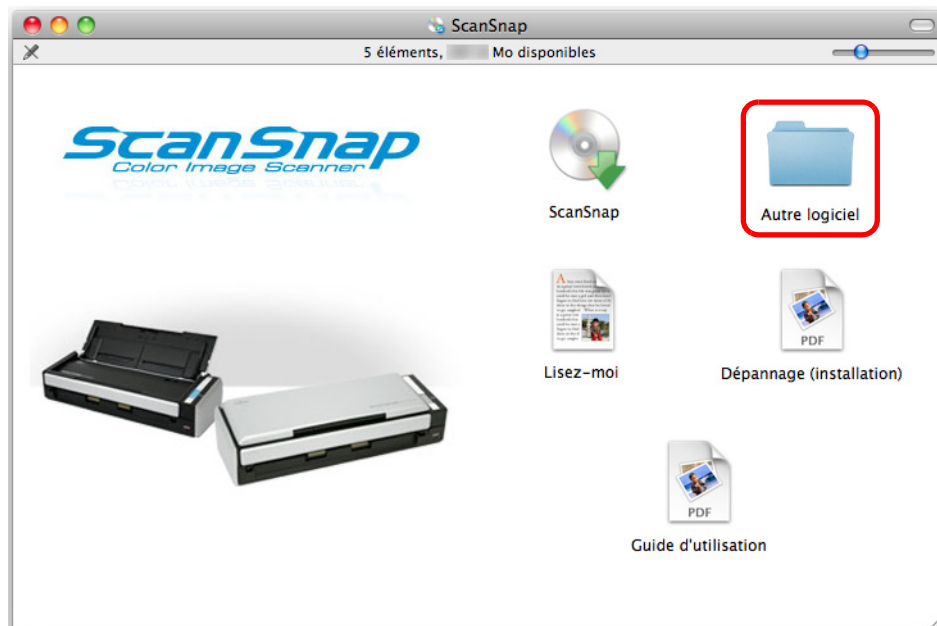 ScanSnap
5 éléments, Mo disponibles
ScanSnap
Color Image Scanner
ScanSnap
Autre logiciel
Lisez-moi
PDF
Dépannage (installation)
PDF
Guide d'utilisation